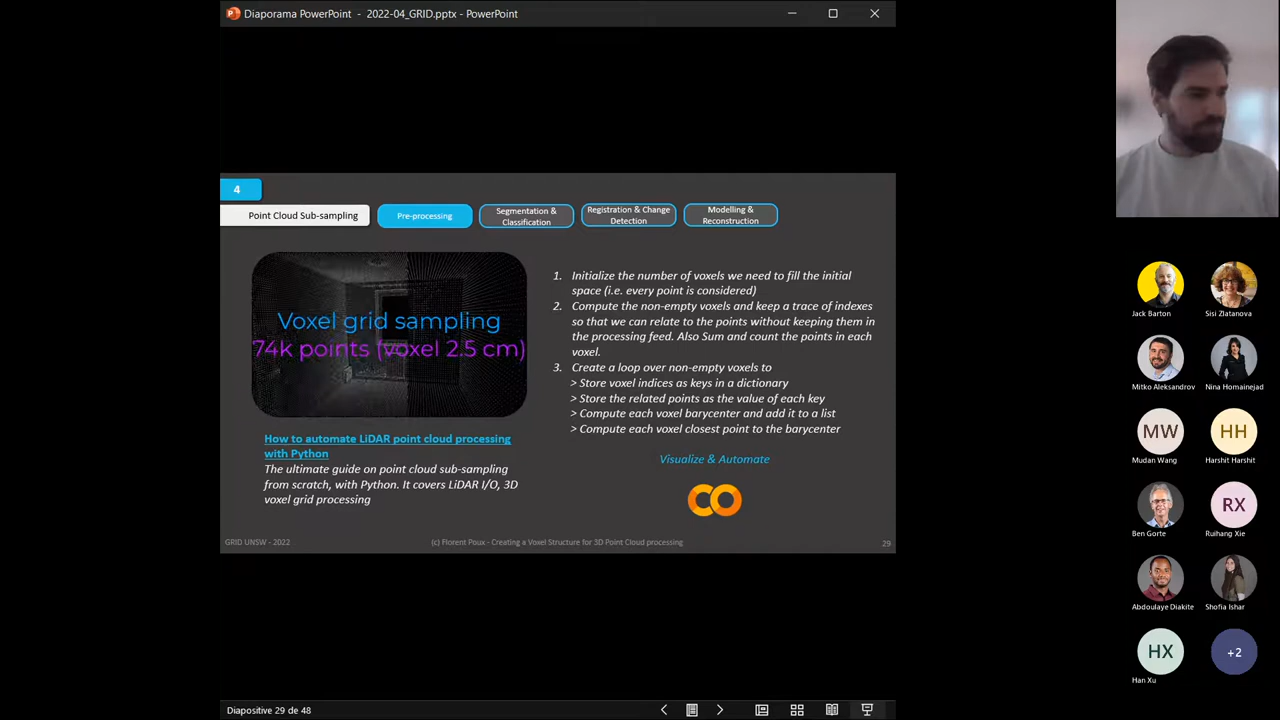 Diaporama PowerPoint - 2022-04_GRID.pptx - PowerPoint
4
Point Cloud Sub-sampling
Pre-processing
Segmentation &
Classification
Registration & Change
Detection
Modelling &
Reconstruction
Voxel grid sampling
74k points (voxel 2.5 cm)
How to automate LiDAR point cloud processing
with Python
The ultimate guide on point cloud sub-sampling
from scratch, with Python. It covers LiDAR I/O, 3D
voxel grid processing
1. Initialize the number of voxels we need to fill the initial
space (i.e. every point is considered)
2. Compute the non-empty voxels and keep a trace of indexes
so that we can relate to the points without keeping them in
the processing feed. Also Sum and count the points in each
voxel.
3. Create a loop over non-empty voxels to
> Store voxel indices as keys in a dictionary
> Store the related points as the value of each key
> Compute each voxel barycenter and add it to a list
> Compute each voxel closest point to the barycenter
Visualize & Automate
GRID UNSW - 2022
(c) Florent Poux - Creating a Voxel Structure for 3D Point Cloud processing
29
Diapositive 29 de 48
Jack Barton
Sisi Zlatanova
Mitko Aleksandrov
Nina Homainejad
MW
HH
Mudan Wang
Harshit Harshit
RX
Ben Gorte
Ruihang Xie
Abdoulaye Diakite
Shofia Ishar
HX
+2
Han Xu